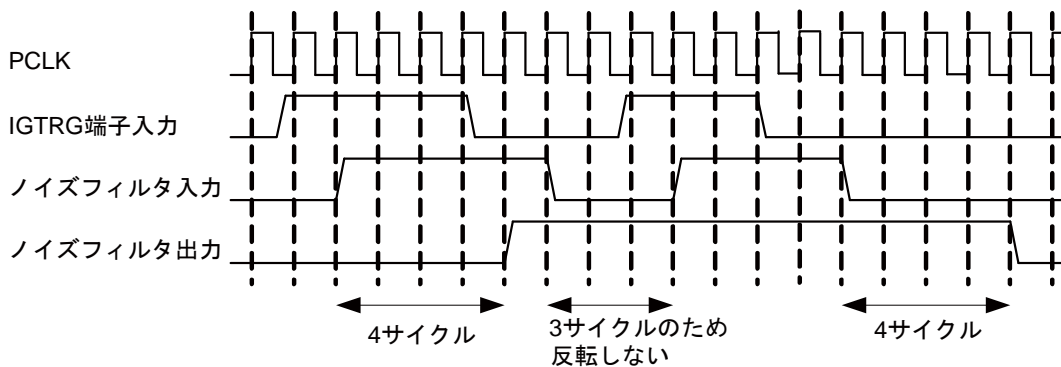 PCLK
IGTRG端子入力
ノイズフィルタ入力
ノイズフィルタ出力
4サイクル
3サイクルのため
反転しない
4サイクル